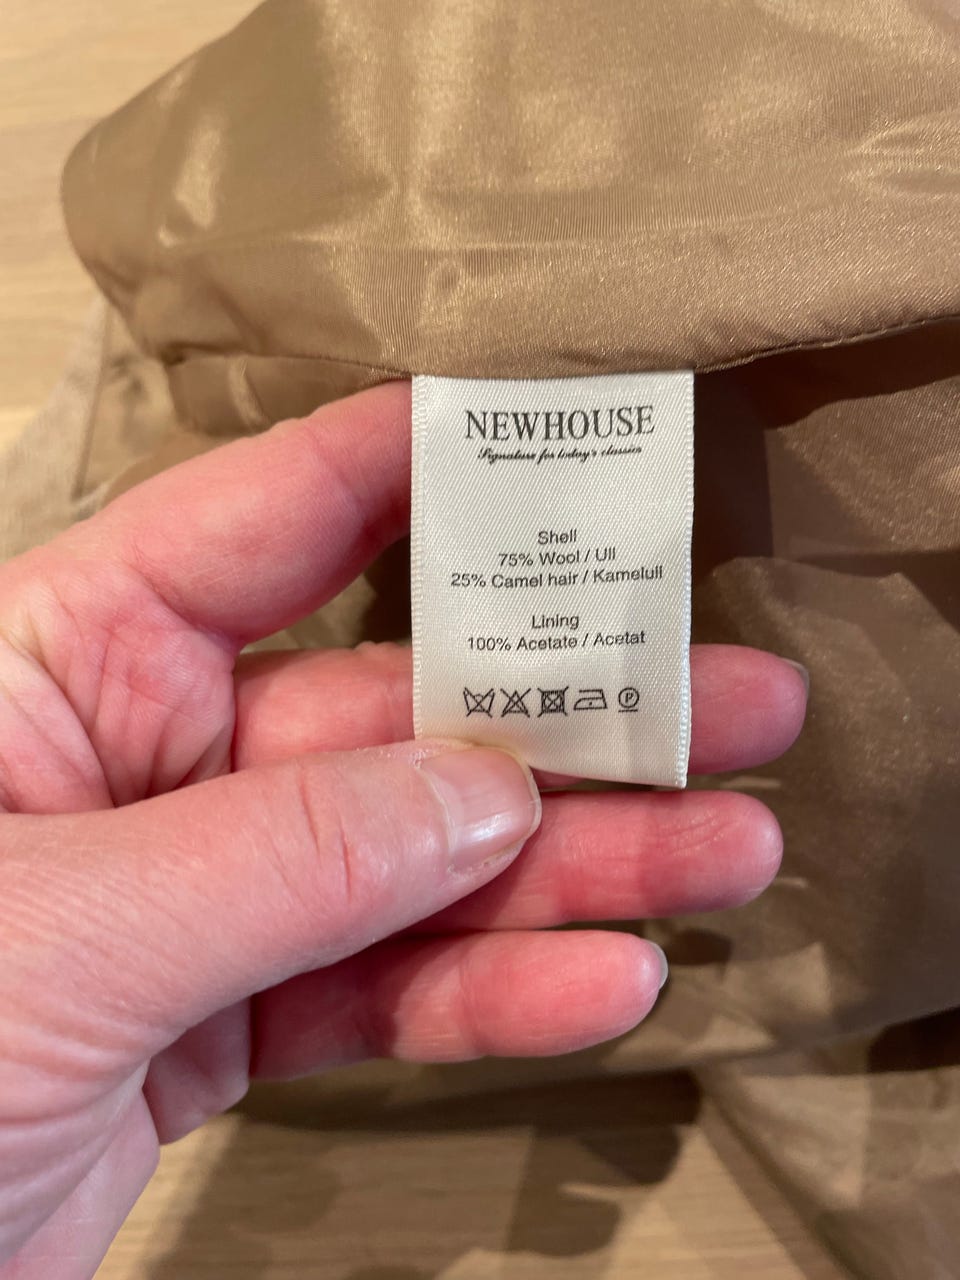 NEWHOUSE
Signature for today's classics
Shell
75% Wool / Ull
25% Camel hair / Kamelull
Lining
100% Acetate / Acetat
P